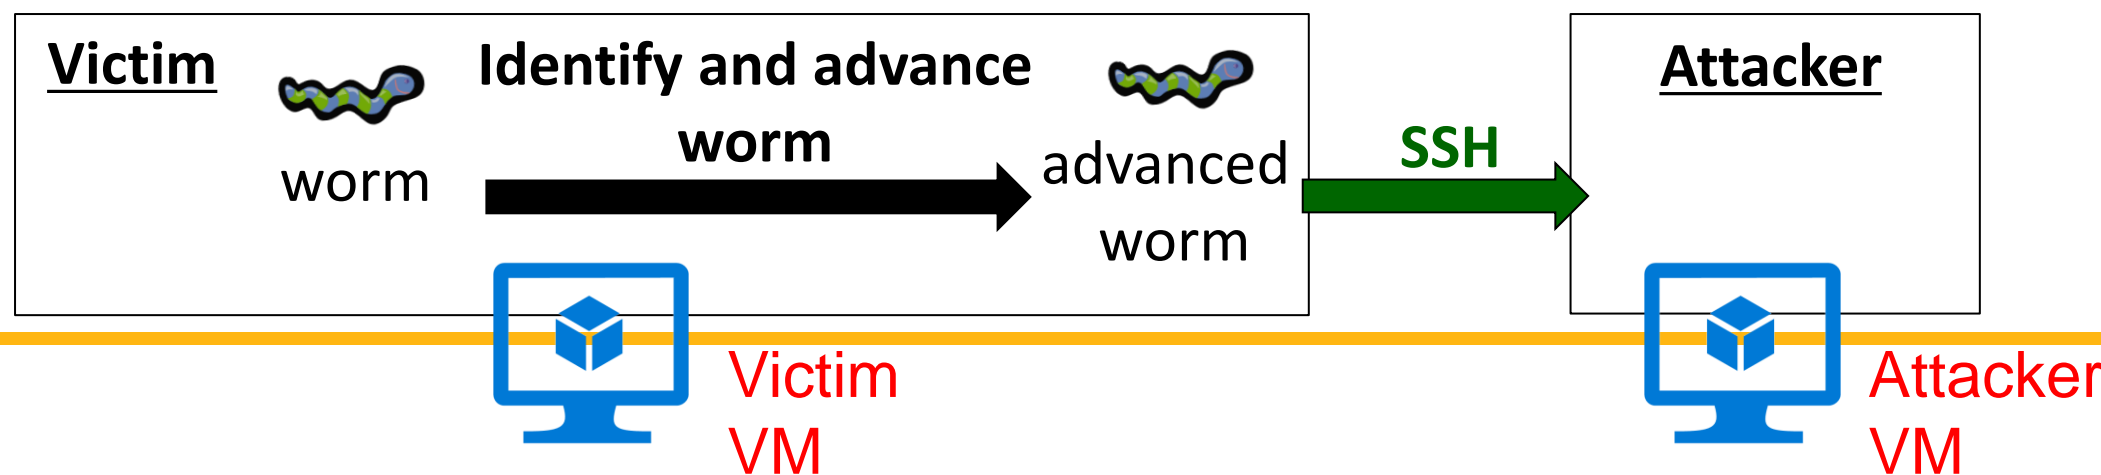 Victim
worm
Identify and advance
worm
advanced
worm
SSH
Attacker
Victim
VM
Attacker
VM